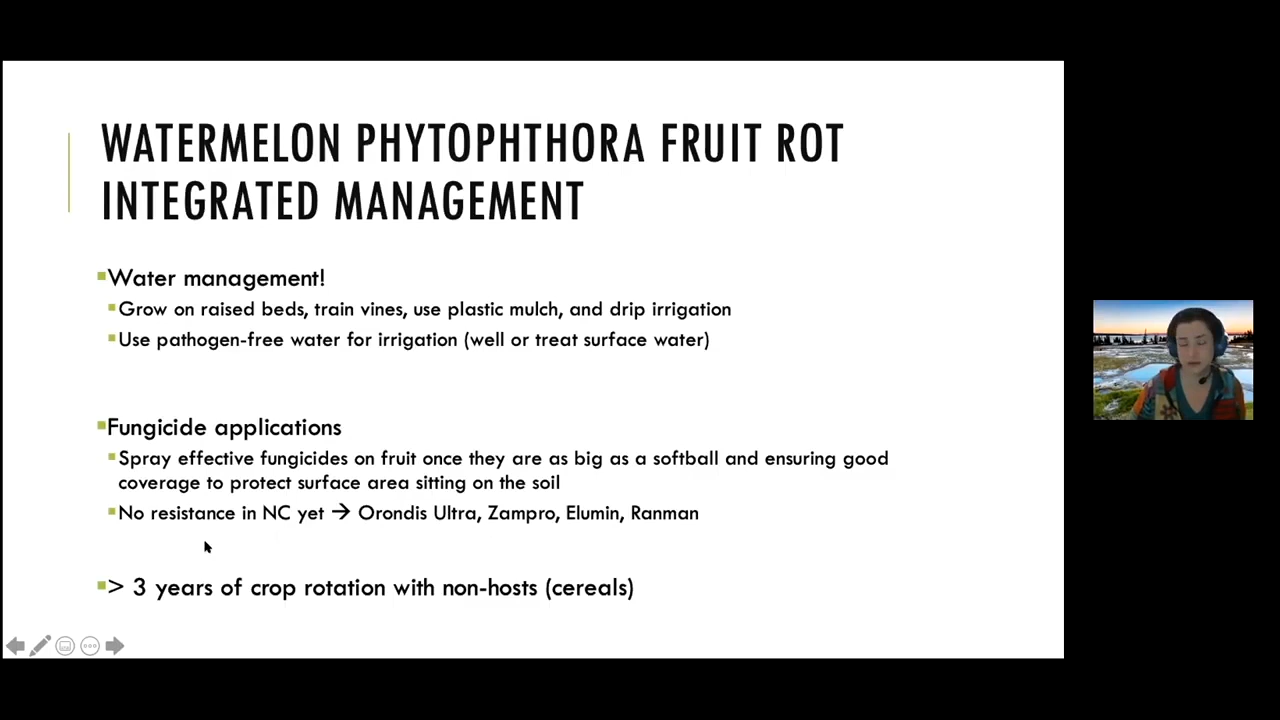 WATERMELON PHYTOPHTHORA FRUIT ROT
INTEGRATED MANAGEMENT
Water management!
Grow on raised beds, train vines, use plastic mulch, and drip irrigation
Use pathogen-free water for irrigation (well or treat surface water)
Fungicide applications
Spray effective fungicides on fruit once they are as big as a softball and ensuring good
coverage to protect surface area sitting on the soil
No resistance in NC yet → Orondis Ultra, Zampro, Elumin, Ranman
> 3 years of crop rotation with non-hosts (cereals)